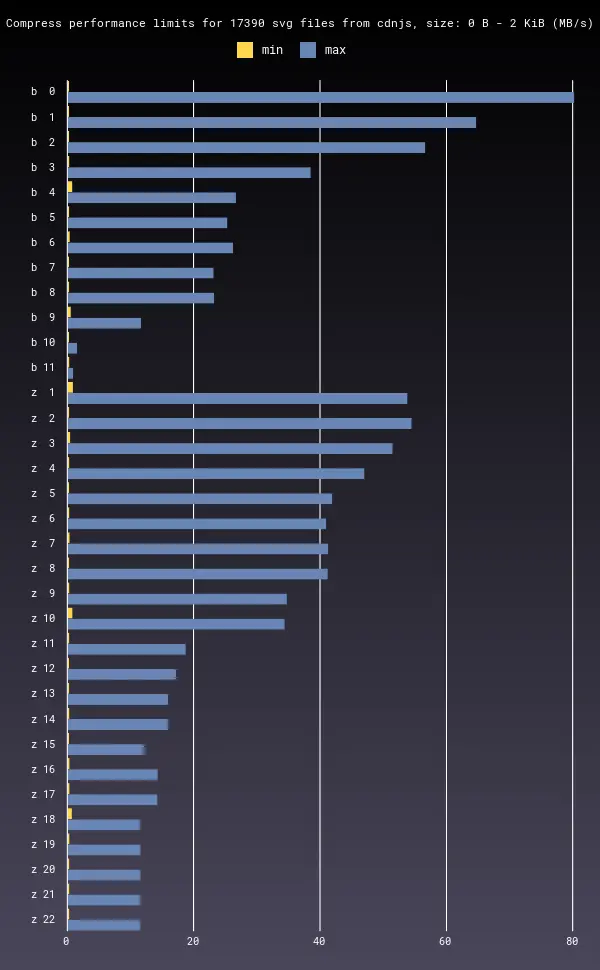 Compress performance limits for 17390 svg files from cdnjs, size: 0 B - 2 KiB (MB/s)
min max
b 0
b 1
b 2
b 3
b 4
b 5
b 6
b 7
b 8
b 9
b 10
b 11
z 1
z 2
z 3
z 4
z 5
z 6
z 7
z 8
z 9
z 10
z 11
z 12
z 13
z 14
z 15
z 16
z 17
z 18
z 19
z 20
z 21
z 22
0 20 40 60 80